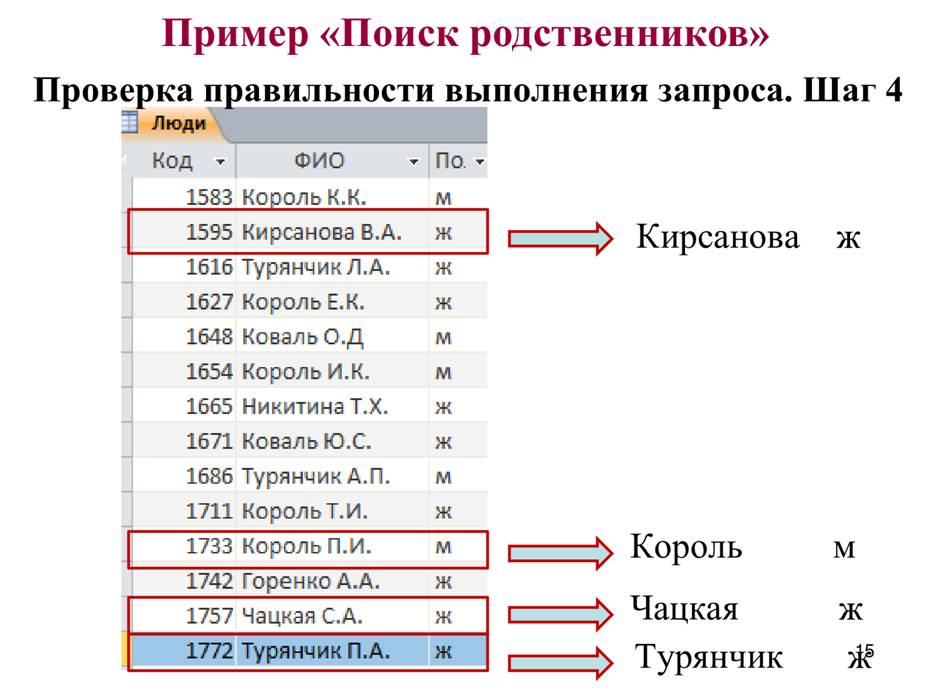 Пример «Поиск родственников»
Проверка правильности выполнения запроса. Шаг 4
Люди
Код ФИО По.
1583 Король К.К. м
1595 Кирсанова В.А. ж Кирсанова ж
1616 Турянчик Л.А. ж
1627 Король Е.К. ж
1648 Коваль О.Д м
1654 Король И.К. м
1665 Никитина Т.Х. ж
1671 Коваль Ю.С. ж
1686 Турянчик А.П. м
1711 Король Т.И. ж
1733 Король П.И. м Король м
1742 Горенко А.А. ж
1757 Чацкая С.А. ж Чацкая ж
1772 Турянчик П.А. ж Турянчик ж
15